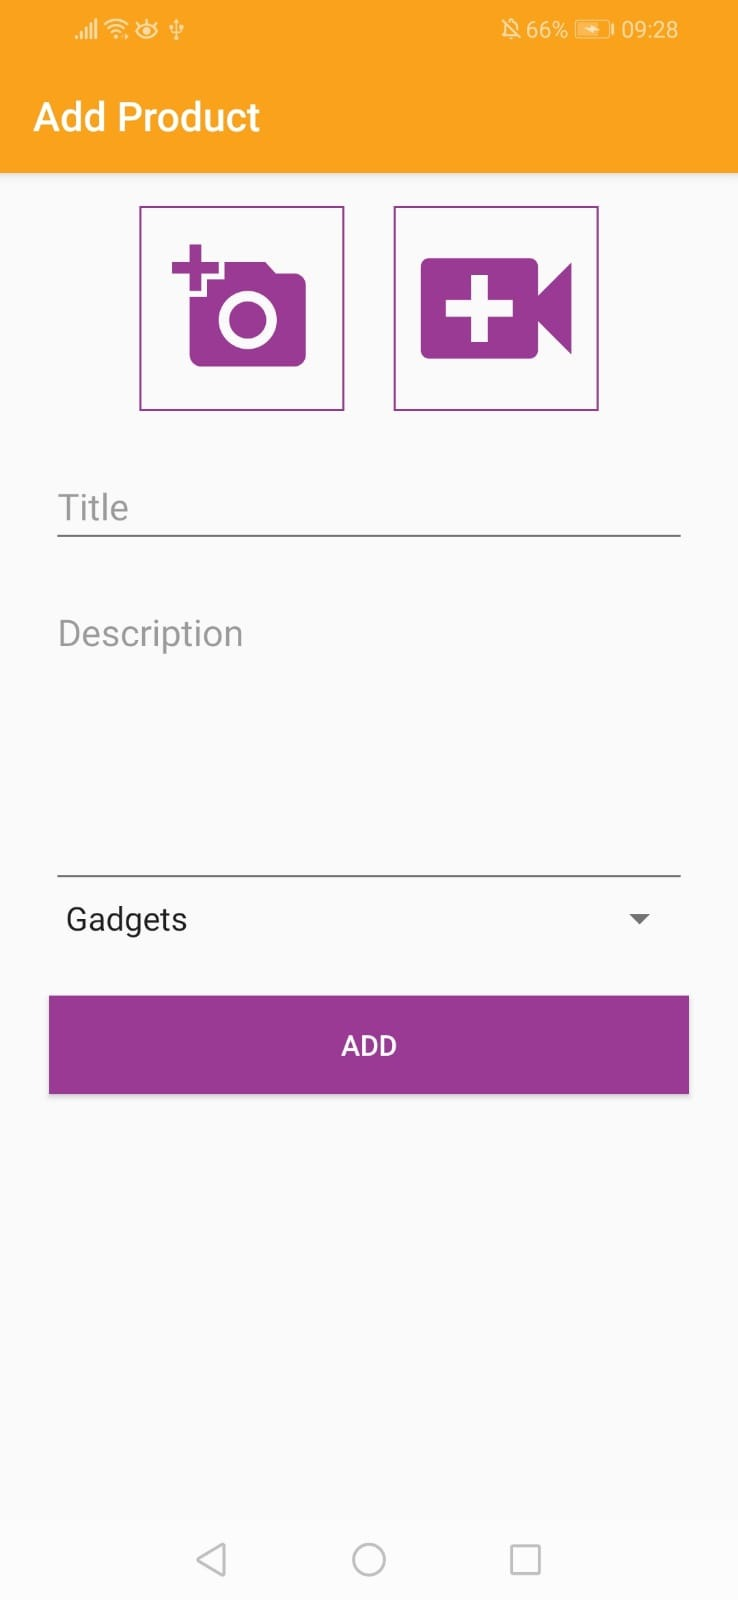 66% 09:28
Add Product
Title
Description
Gadgets
ADD